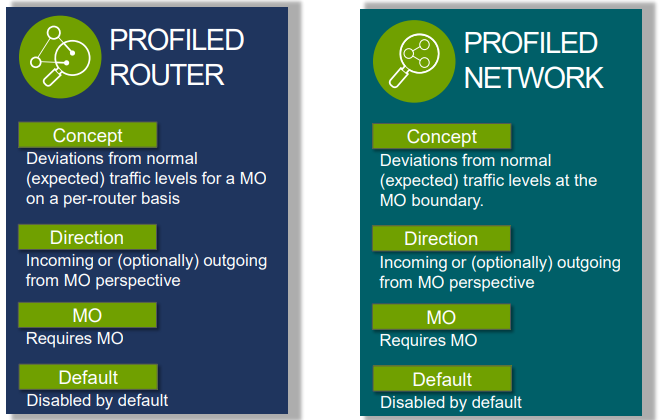 PROFILED
ROUTER
Concept
Deviations from normal
(expected) traffic levels for a MO
on a per-router basis
Direction
Incoming or (optionally) outgoing
from MO perspective
MO
Requires MO
Default
Disabled by default
PROFILED
NETWORK
Concept
Deviations from normal
(expected) traffic levels at the
MO boundary.
Direction
Incoming or (optionally) outgoing
from MO perspective
MO
Requires MO
Default
Disabled by default